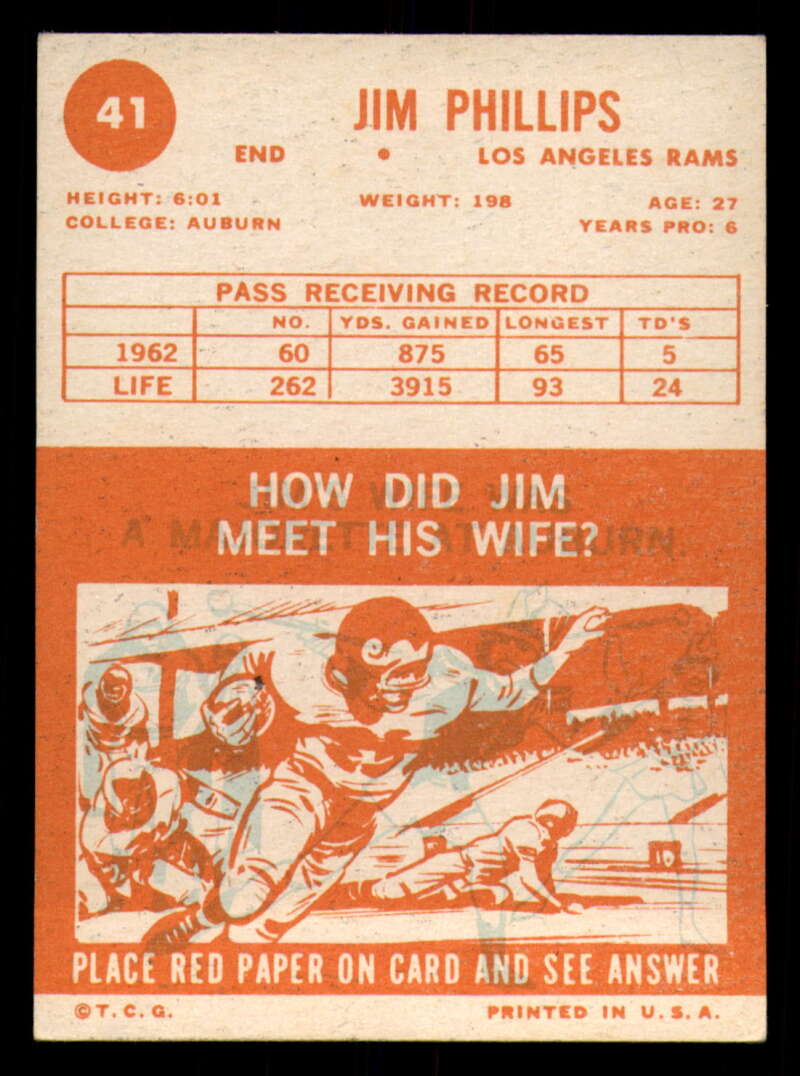 41
JIM PHILLIPS
END • LOS ANGELES RAMS
HEIGHT: 6:01 WEIGHT: 198 AGE: 27
COLLEGE: AUBURN YEARS PRO: 6
PASS RECEIVING RECORD
NO. YDS. GAINED LONGEST TD'S
1962 60 875 65 5
LIFE 262 3915 93 24
HOW DID JIM
MEET HIS WIFE?
A AT AUBURN.
10
PLACE RED PAPER ON CARD AND SEE ANSWER
©T.C.G. PRINTED IN U.S.A.